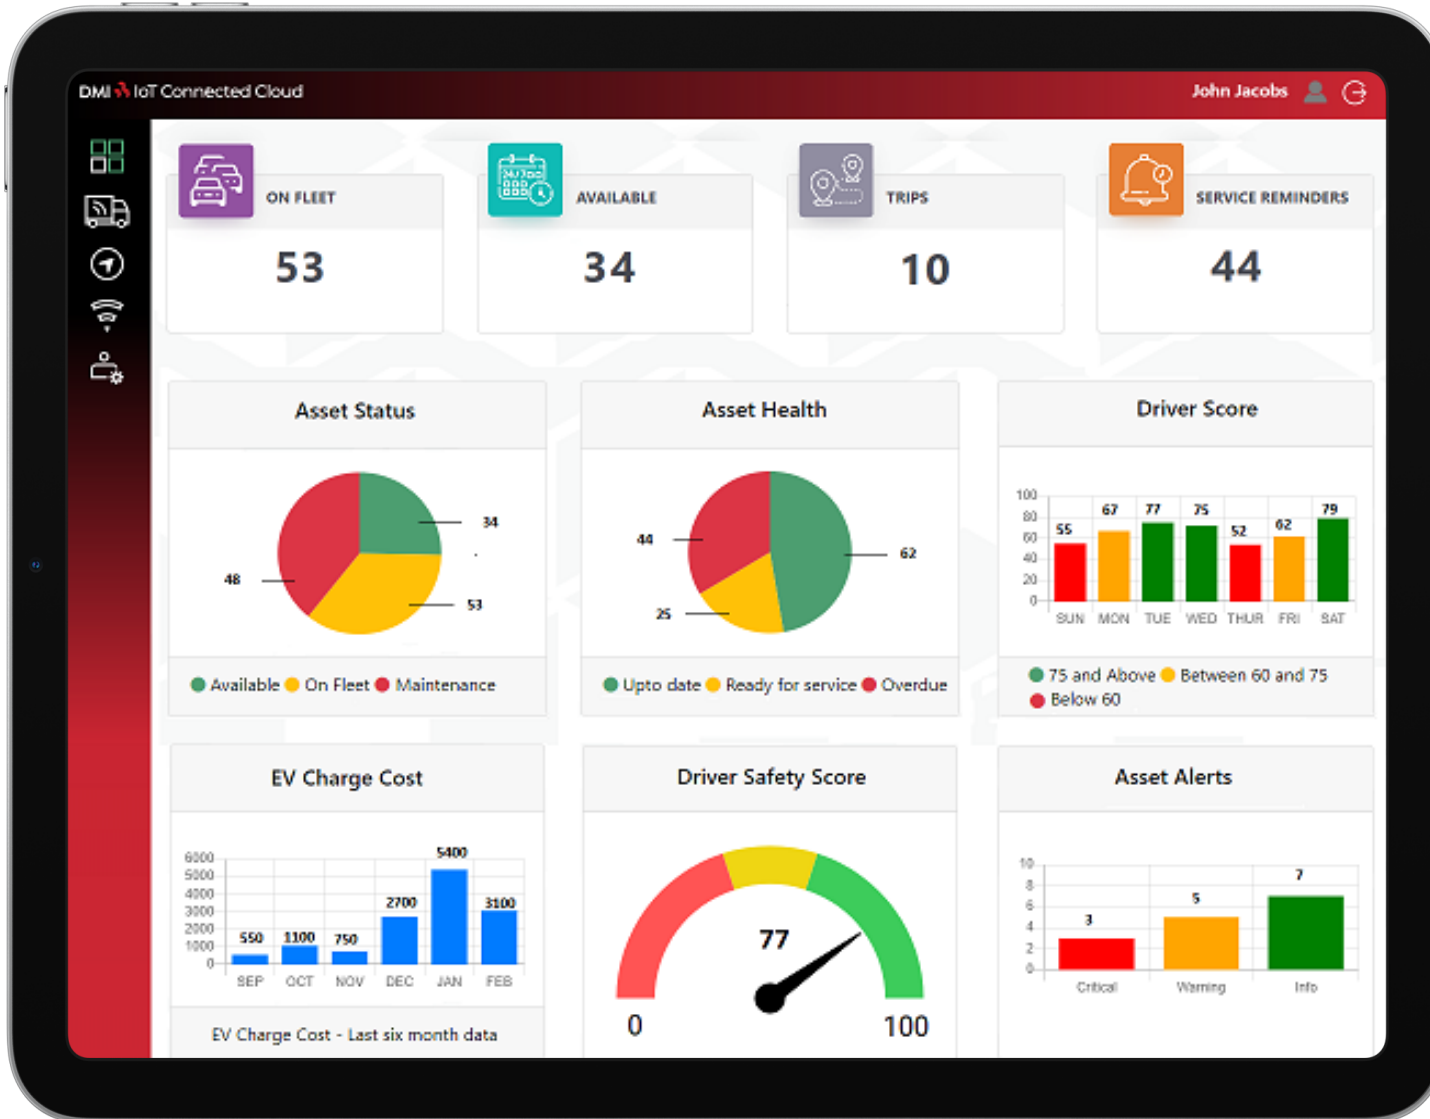 DMI IoT Connected Cloud
John Jacobs
ON FLEET
53
AVAILABLE
34
TRIPS
10
SERVICE REMINDERS
44
Asset Status
34
48
53
Available On Fleet Maintenance
Asset Health
44
62
25
Upto date Ready for service Overdue
Driver Score
100
80
60
40
20
0
55 67 77 75 52 62 79
SUN MON TUE WED THUR FRI SAT
75 and Above Between 60 and 75
Below 60
EV Charge Cost
6000
5000
4000
3000
2000
1000
0
550 1100 750 2700 5400 3100
SEP OCT NOV DEC JAN FEB
EV Charge Cost - Last six month data
Driver Safety Score
77
0 100
Asset Alerts
10
8
6
4
2
0
3 5 7
Critical Warning Info